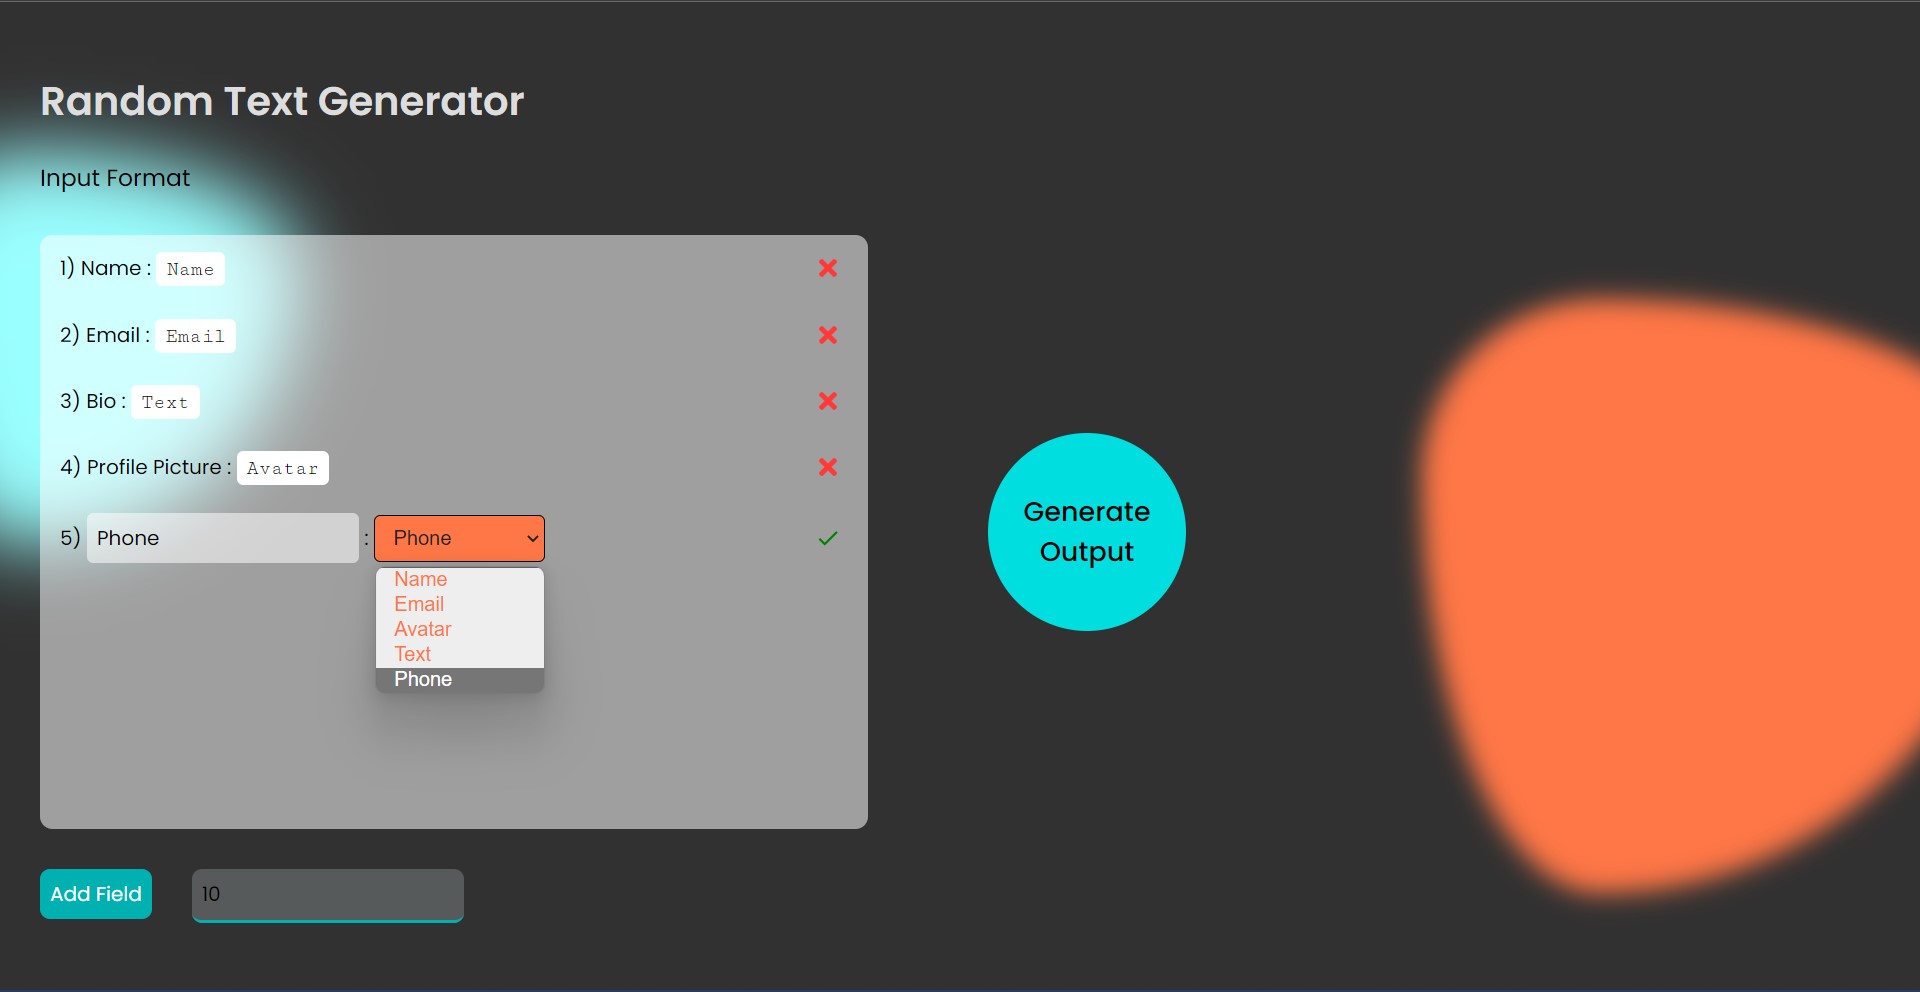 Random Text Generator
Input Format
1) Name : Name
2) Email : Email
3) Bio : Text
4) Profile Picture : Avatar
5) Phone : Phone
Name
Email
Avatar
Text
Phone
Generate
Output
Add Field 10